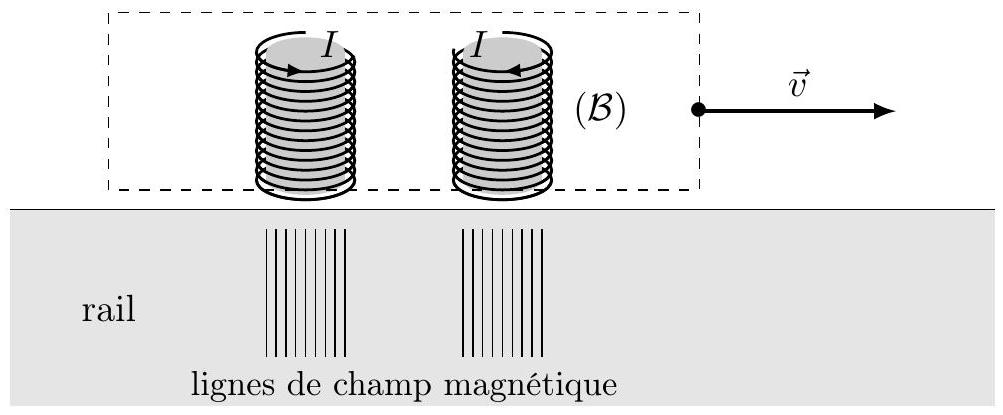 I I
(ℬ)
v⃗
rail
lignes de champ magnétique